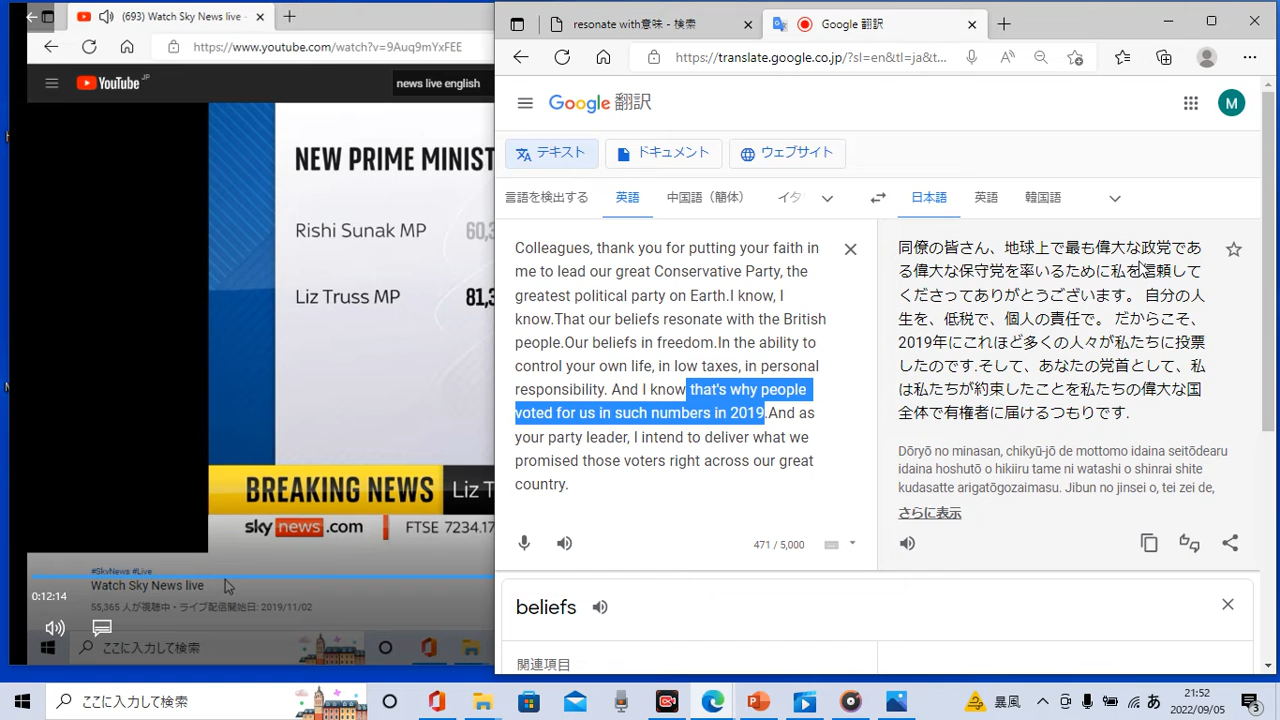 (693) Watch Sky News live -
https://www.youtube.com/watch?v=9Auq9mYxFEE
YouTube JP
news live english
NEW PRIME MINIST
Rishi Sunak MP 60,3
Liz Truss MP 81,3
BREAKING NEWS Liz T
sky news.com FTSE 7234.17
#SkyNews #Live
Watch Sky News live
0:12:14
55,365 人が視聴中・ライブ配信開始日: 2019/11/02
ここに入力して検索
resonate with意味 - 検索
Google 翻訳
https://translate.google.co.jp/?sl=en&tl=ja&t...
Google 翻訳
M
テキスト
ドキュメント
ウェブサイト
言語を検出する 英語 中国語（簡体） イタ
日本語 英語 韓国語
Colleagues, thank you for putting your faith in
me to lead our great Conservative Party, the
greatest political party on Earth.I know, I
know.That our beliefs resonate with the British
people.Our beliefs in freedom.In the ability to
control your own life, in low taxes, in personal
responsibility. And I know that's why people
voted for us in such numbers in 2019.And as
your party leader, I intend to deliver what we
promised those voters right across our great
country.
471 / 5,000
同僚の皆さん、地球上で最も偉大な政党であ
る偉大な保守党を率いるために私を信頼して
くださってありがとうございます。 自分の人
生を、低税で、個人の責任で。 だからこそ、
2019年にこれほど多くの人々が私たちに投票
したのです.そして、あなたの党首として、私
は私たちが約束したことを私たちの偉大な国
全体で有権者に届けるつもりです.
Dōryō no minasan, chikyū-jō de mottomo idaina seitōdearu
idaina hoshutō o hikiiru tame ni watashi o shinrai shite
kudasatte arigatōgozaimasu. Jibun no jinsei o, tei zei de,
さらに表示
beliefs
関連項目
ここに入力して検索
暴風
あ
21:52
2022/09/05
3